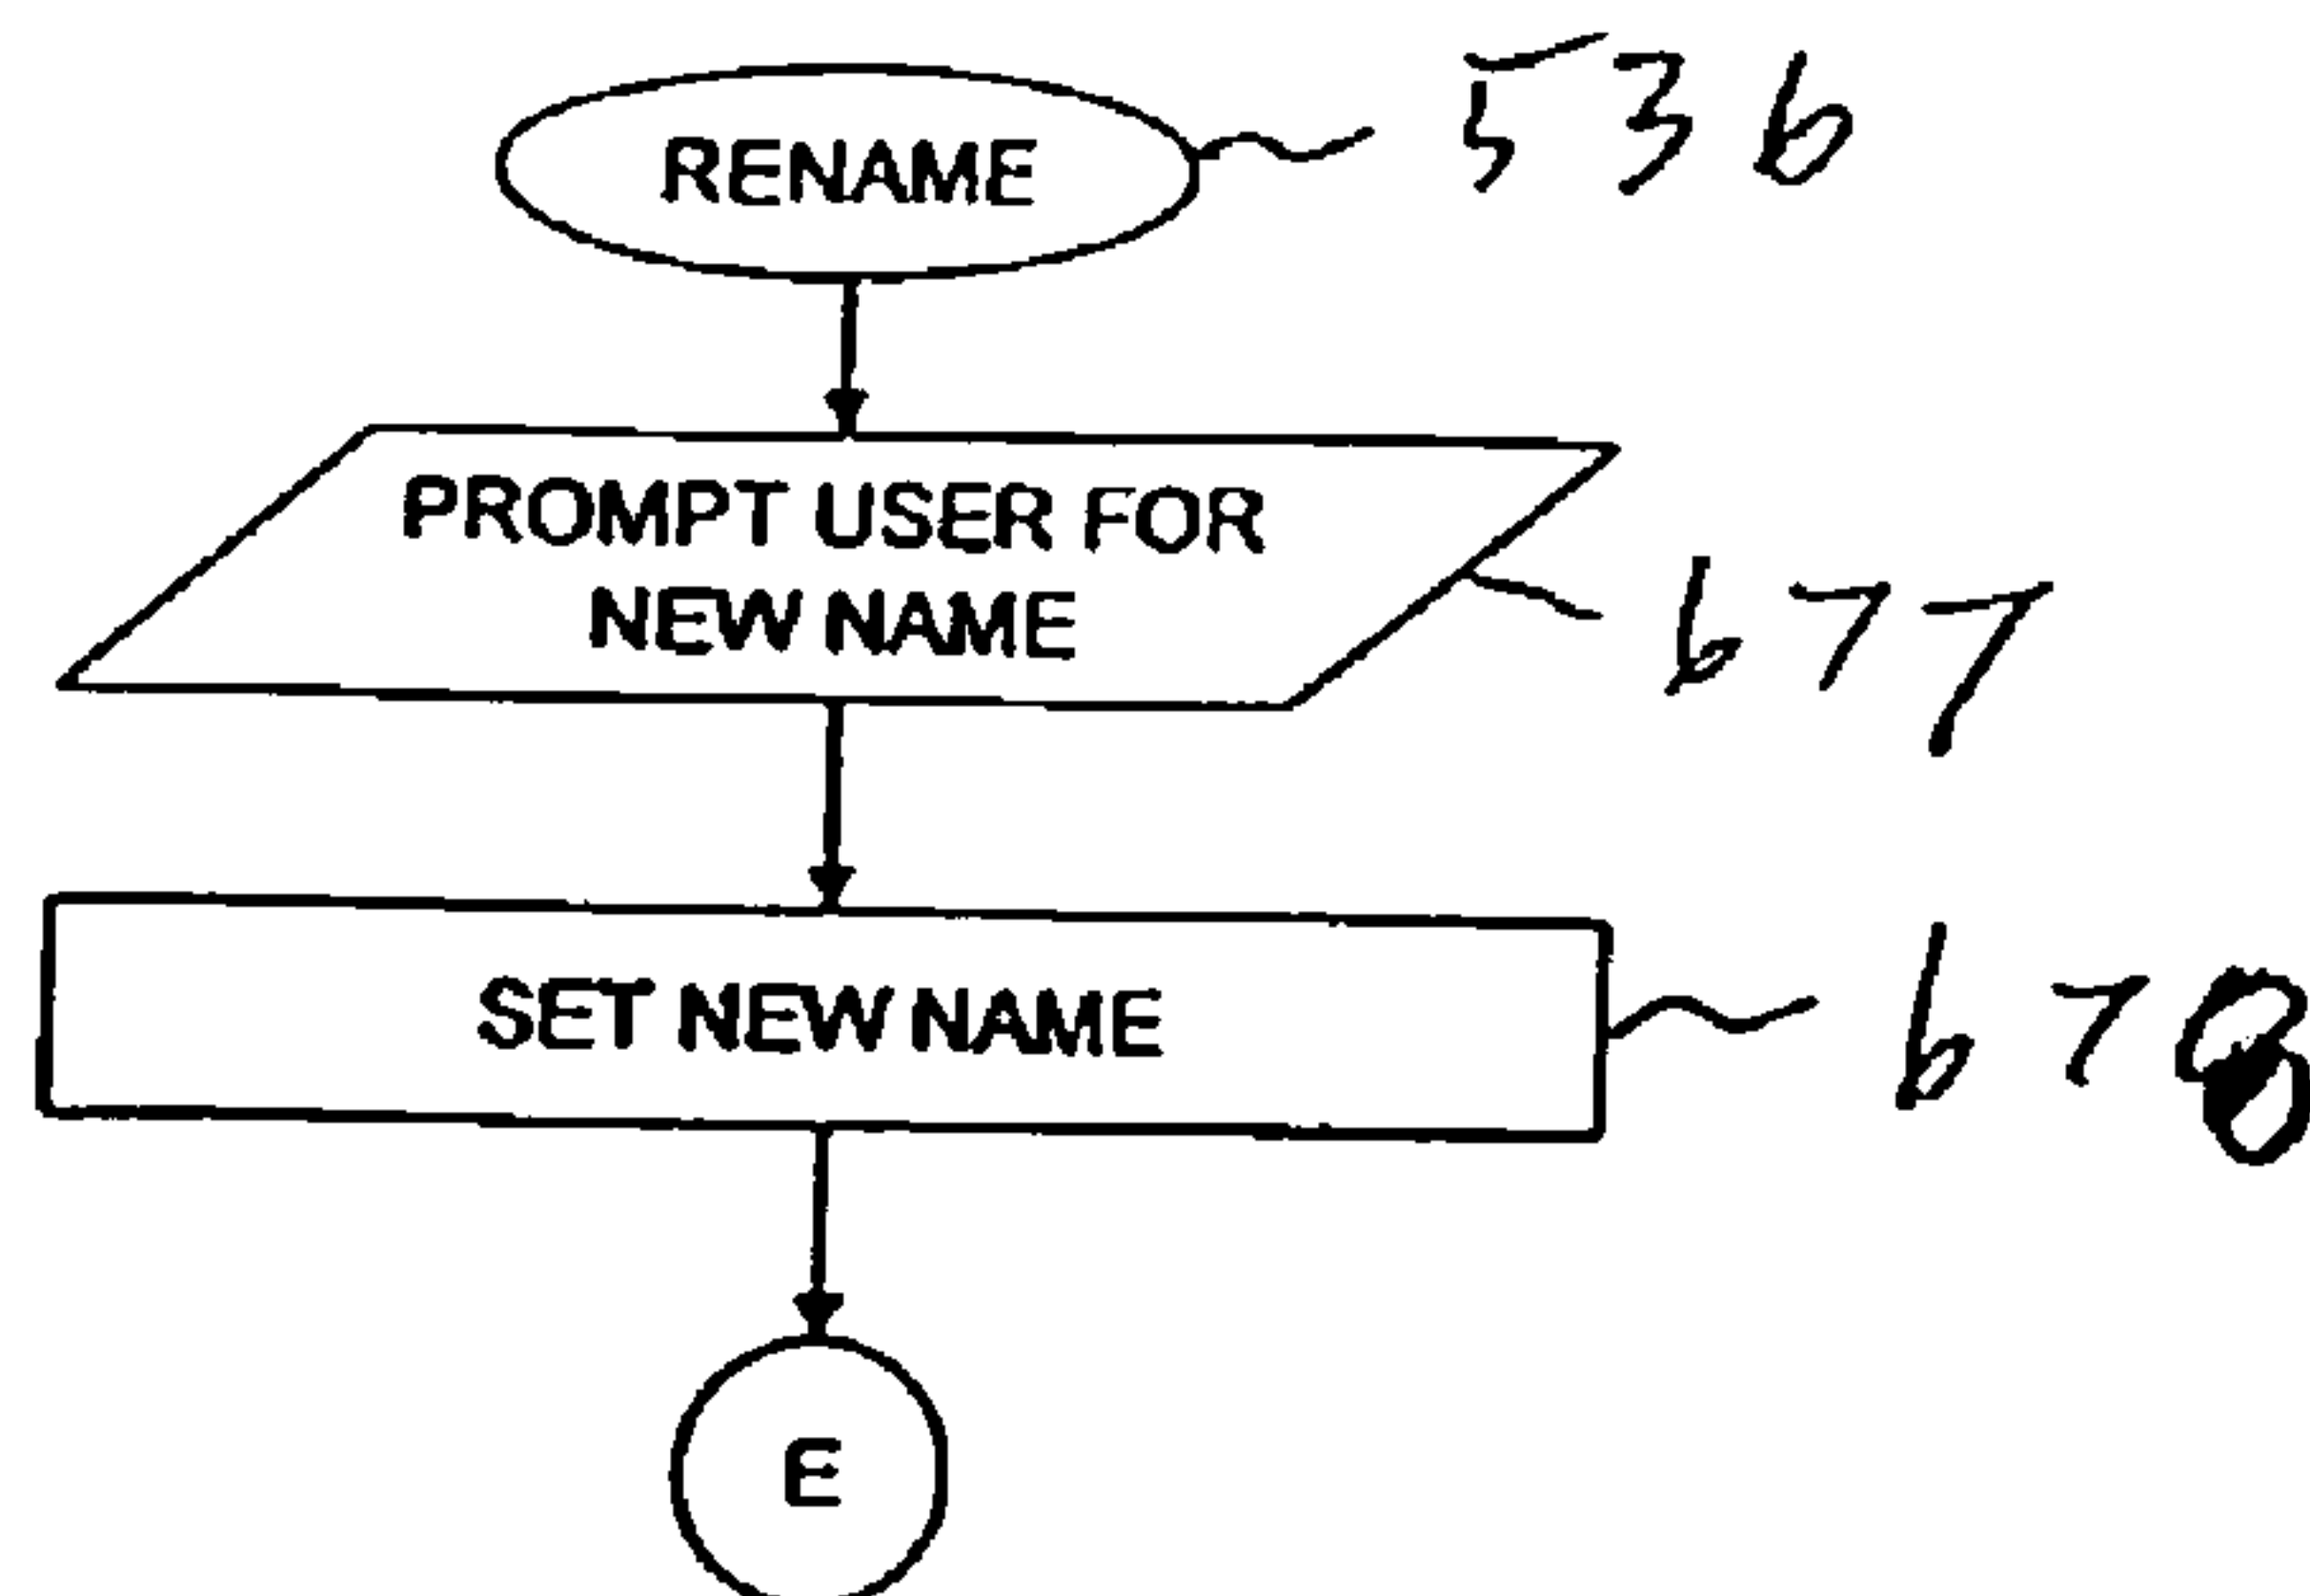 RENAME 536
PROMPT USER FOR
NEW NAME 677
SET NEW NAME 678
E